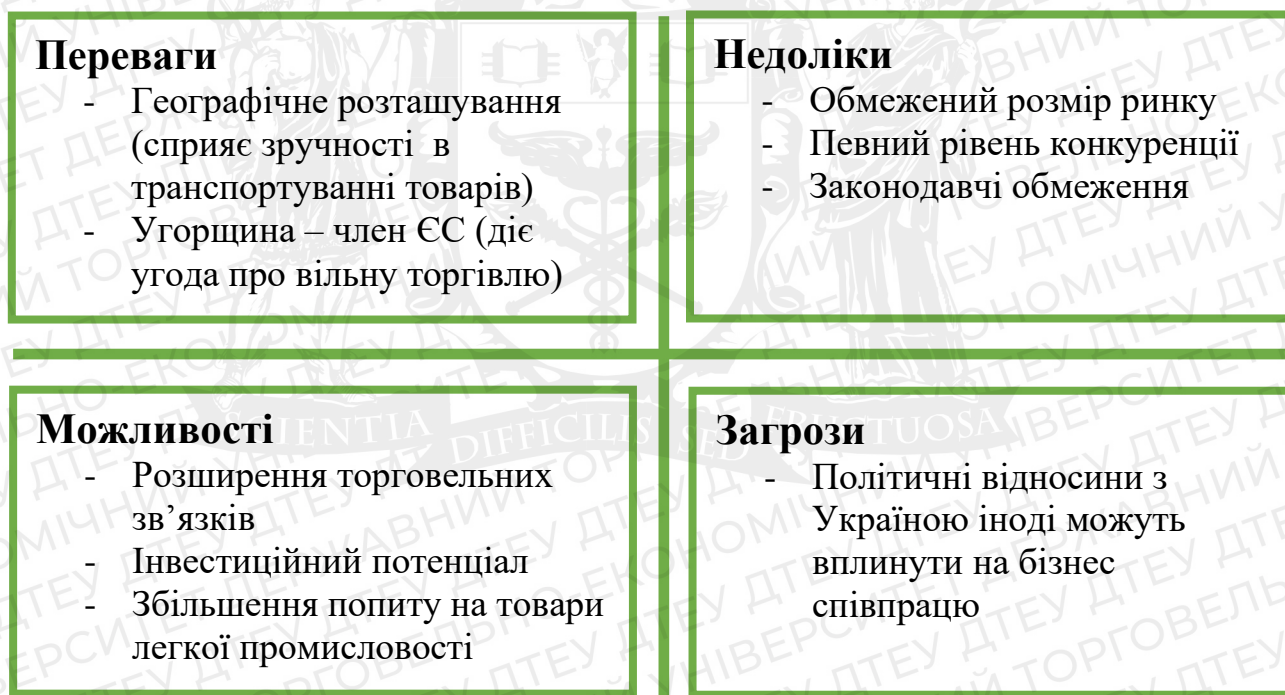 Переваги
- Географічне розташування
(сприяє зручності в
транспортуванні товарів)
- Угорщина – член ЄС (діє
угода про вільну торгівлю)
Недоліки
- Обмежений розмір ринку
- Певний рівень конкуренції
- Законодавчі обмеження
Можливості
- Розширення торговельних
зв’язків
- Інвестиційний потенціал
- Збільшення попиту на товари
легкої промисловості
Загрози
- Політичні відносини з
Україною іноді можуть
вплинути на бізнес
співпрацю